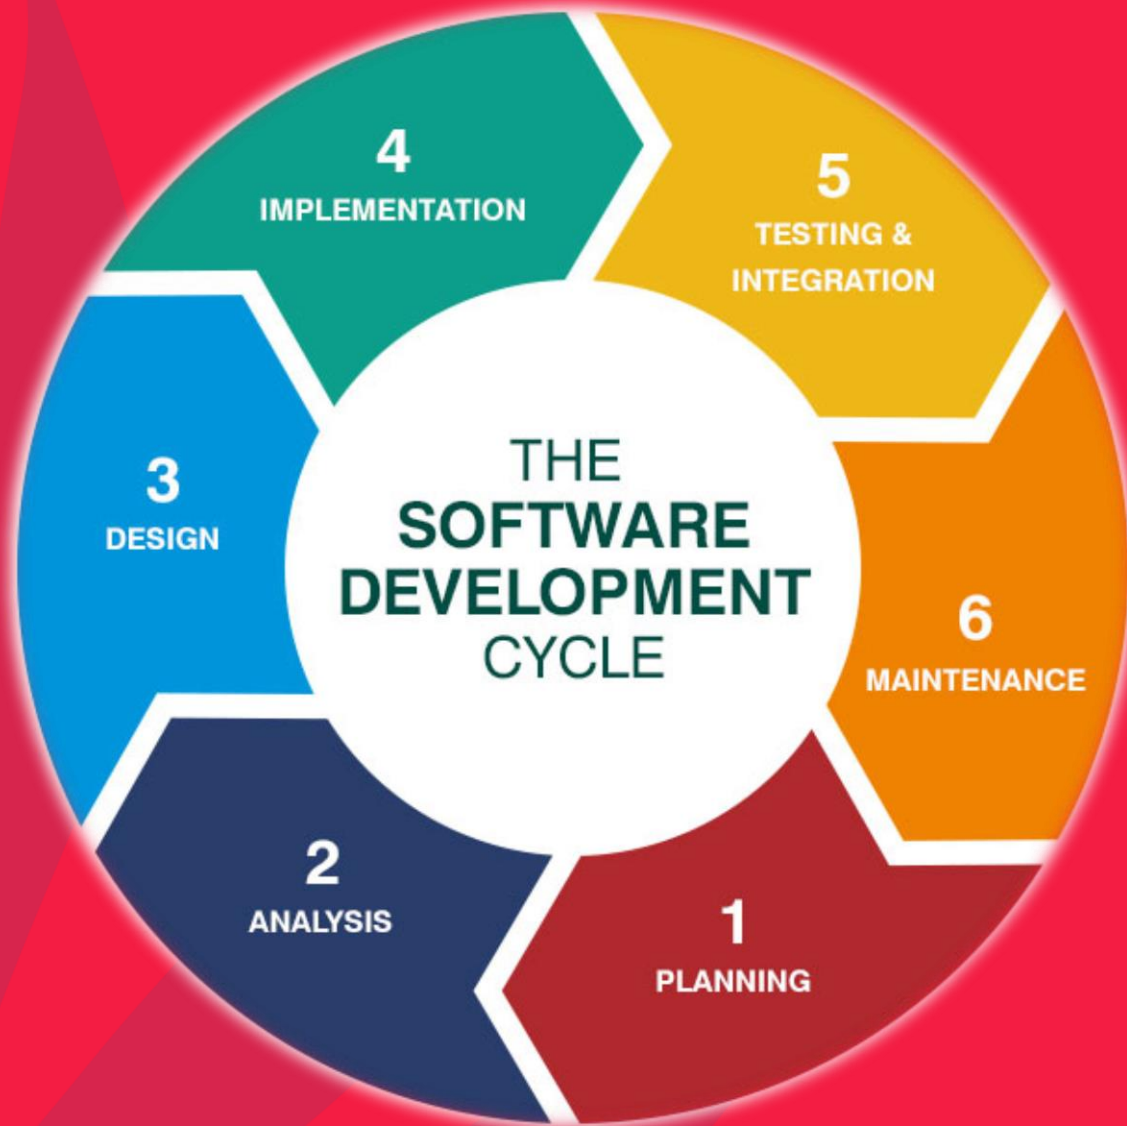 THE
SOFTWARE
DEVELOPMENT
CYCLE
1
PLANNING
2
ANALYSIS
3
DESIGN
4
IMPLEMENTATION
5
TESTING &
INTEGRATION
6
MAINTENANCE